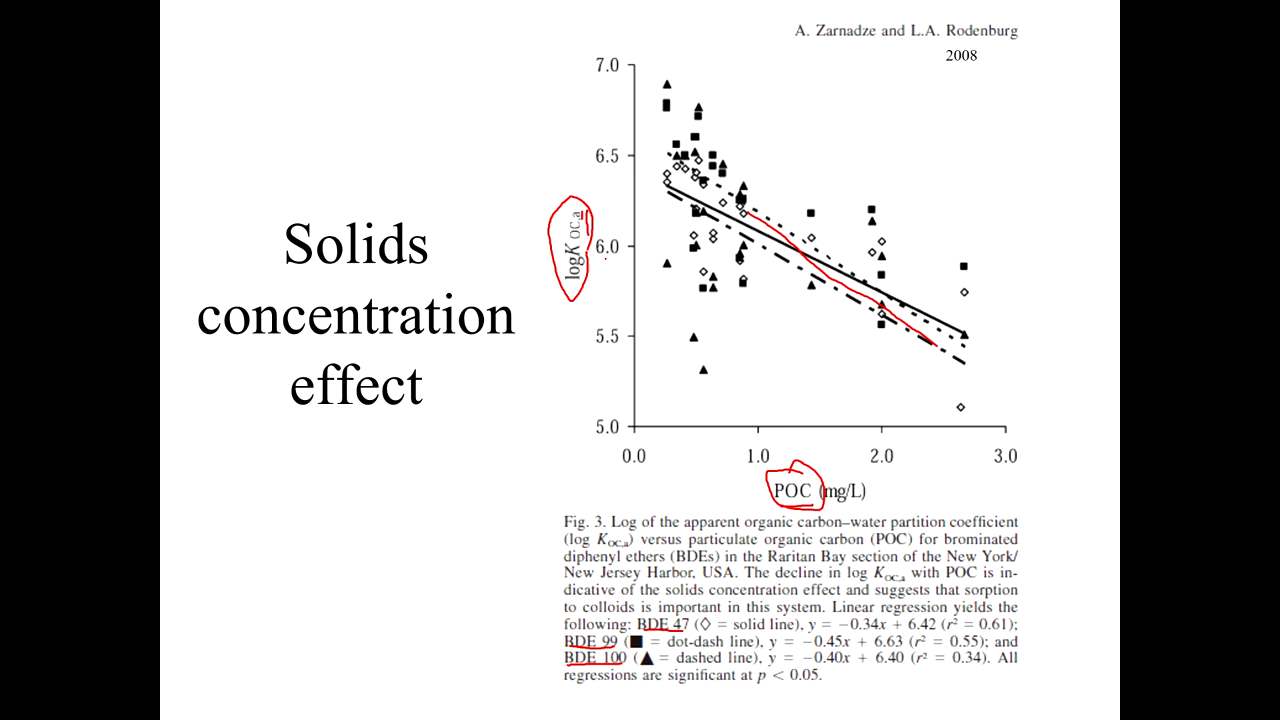 A. Zarnadze and L.A. Rodenburg
2008
Solids
concentration
effect
7.0
6.5
6.0
5.5
5.0
logK OC,a
0.0 1.0 2.0 3.0
POC (mg/L)
Fig. 3. Log of the apparent organic carbon–water partition coefficient
(log KOC,a) versus particulate organic carbon (POC) for brominated
diphenyl ethers (BDEs) in the Raritan Bay section of the New York/
New Jersey Harbor, USA. The decline in log KOC,a with POC is in-
dicative of the solids concentration effect and suggests that sorption
to colloids is important in this system. Linear regression yields the
following: BDE 47 (◇ = solid line), y = −0.34x + 6.42 (r² = 0.61);
BDE 99 (■ = dot-dash line), y = −0.45x + 6.63 (r² = 0.55); and
BDE 100 (▲ = dashed line), y = −0.40x + 6.40 (r² = 0.34). All
regressions are significant at p < 0.05.